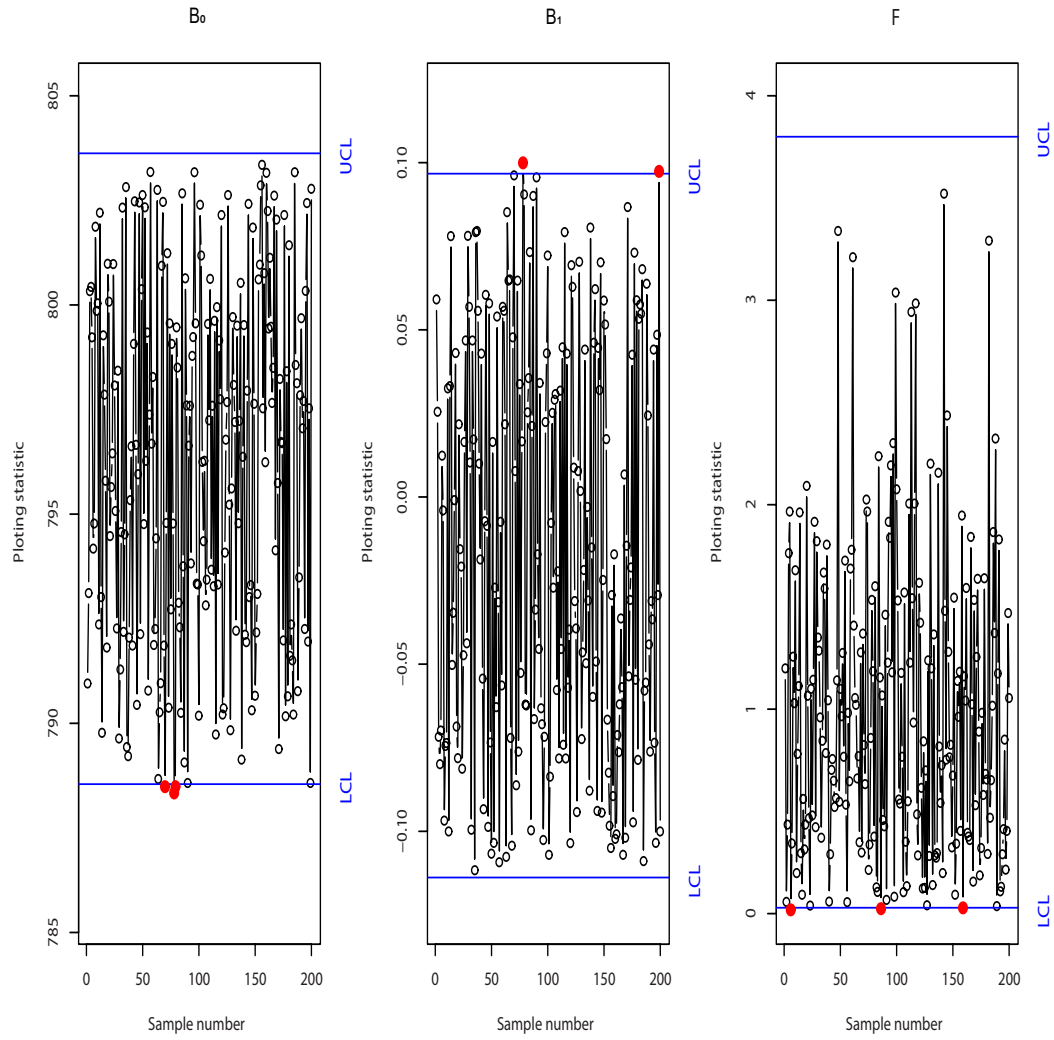 B₀
B₁
F
Ploting statistic
805
800
795
790
785
UCL
LCL
0 50 100 150 200
Sample number
Ploting statistic
0.10
0.05
0.00
−0.05
−0.10
UCL
LCL
0 50 100 150 200
Sample number
Ploting statistic
4
3
2
1
0
UCL
LCL
0 50 100 150 200
Sample number